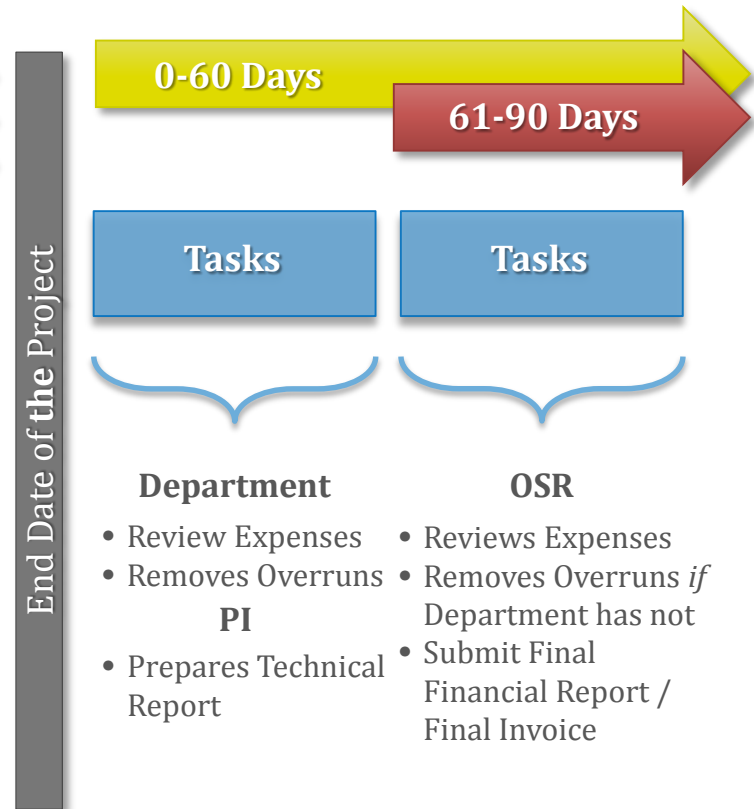 0-60 Days
61-90 Days
End Date of the Project
Tasks
Tasks
Department
• Review Expenses
• Removes Overruns
PI
• Prepares Technical
Report
OSR
• Reviews Expenses
• Removes Overruns if
Department has not
• Submit Final
Financial Report /
Final Invoice